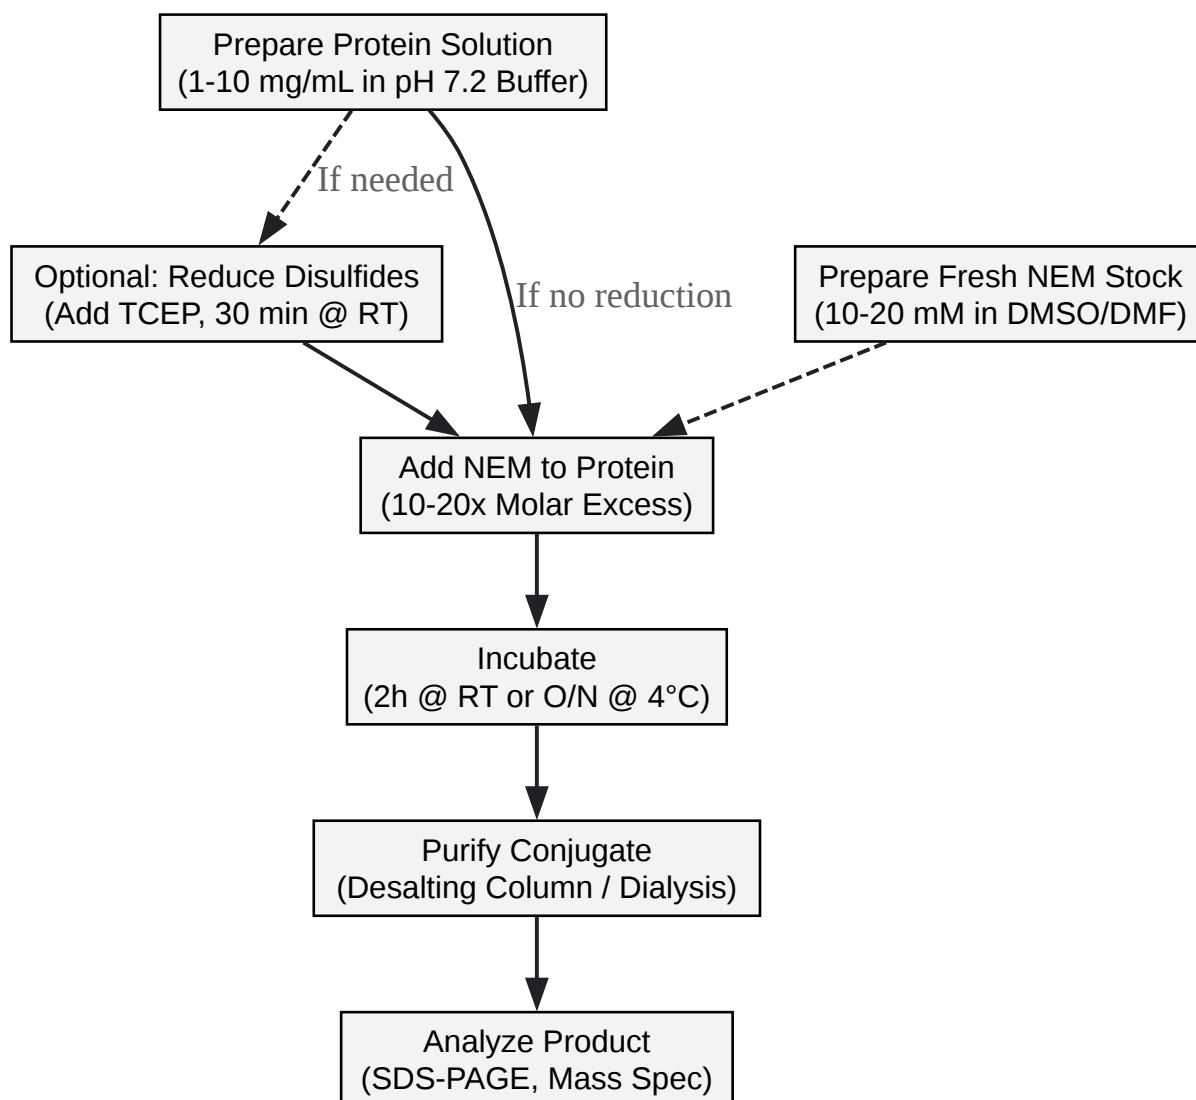 Prepare Protein Solution
(1-10 mg/mL in pH 7.2 Buffer)
If needed
Optional: Reduce Disulfides
(Add TCEP, 30 min @ RT)
If no reduction
Prepare Fresh NEM Stock
(10-20 mM in DMSO/DMF)
Add NEM to Protein
(10-20x Molar Excess)
Incubate
(2h @ RT or O/N @ 4°C)
Purify Conjugate
(Desalting Column / Dialysis)
Analyze Product
(SDS-PAGE, Mass Spec)